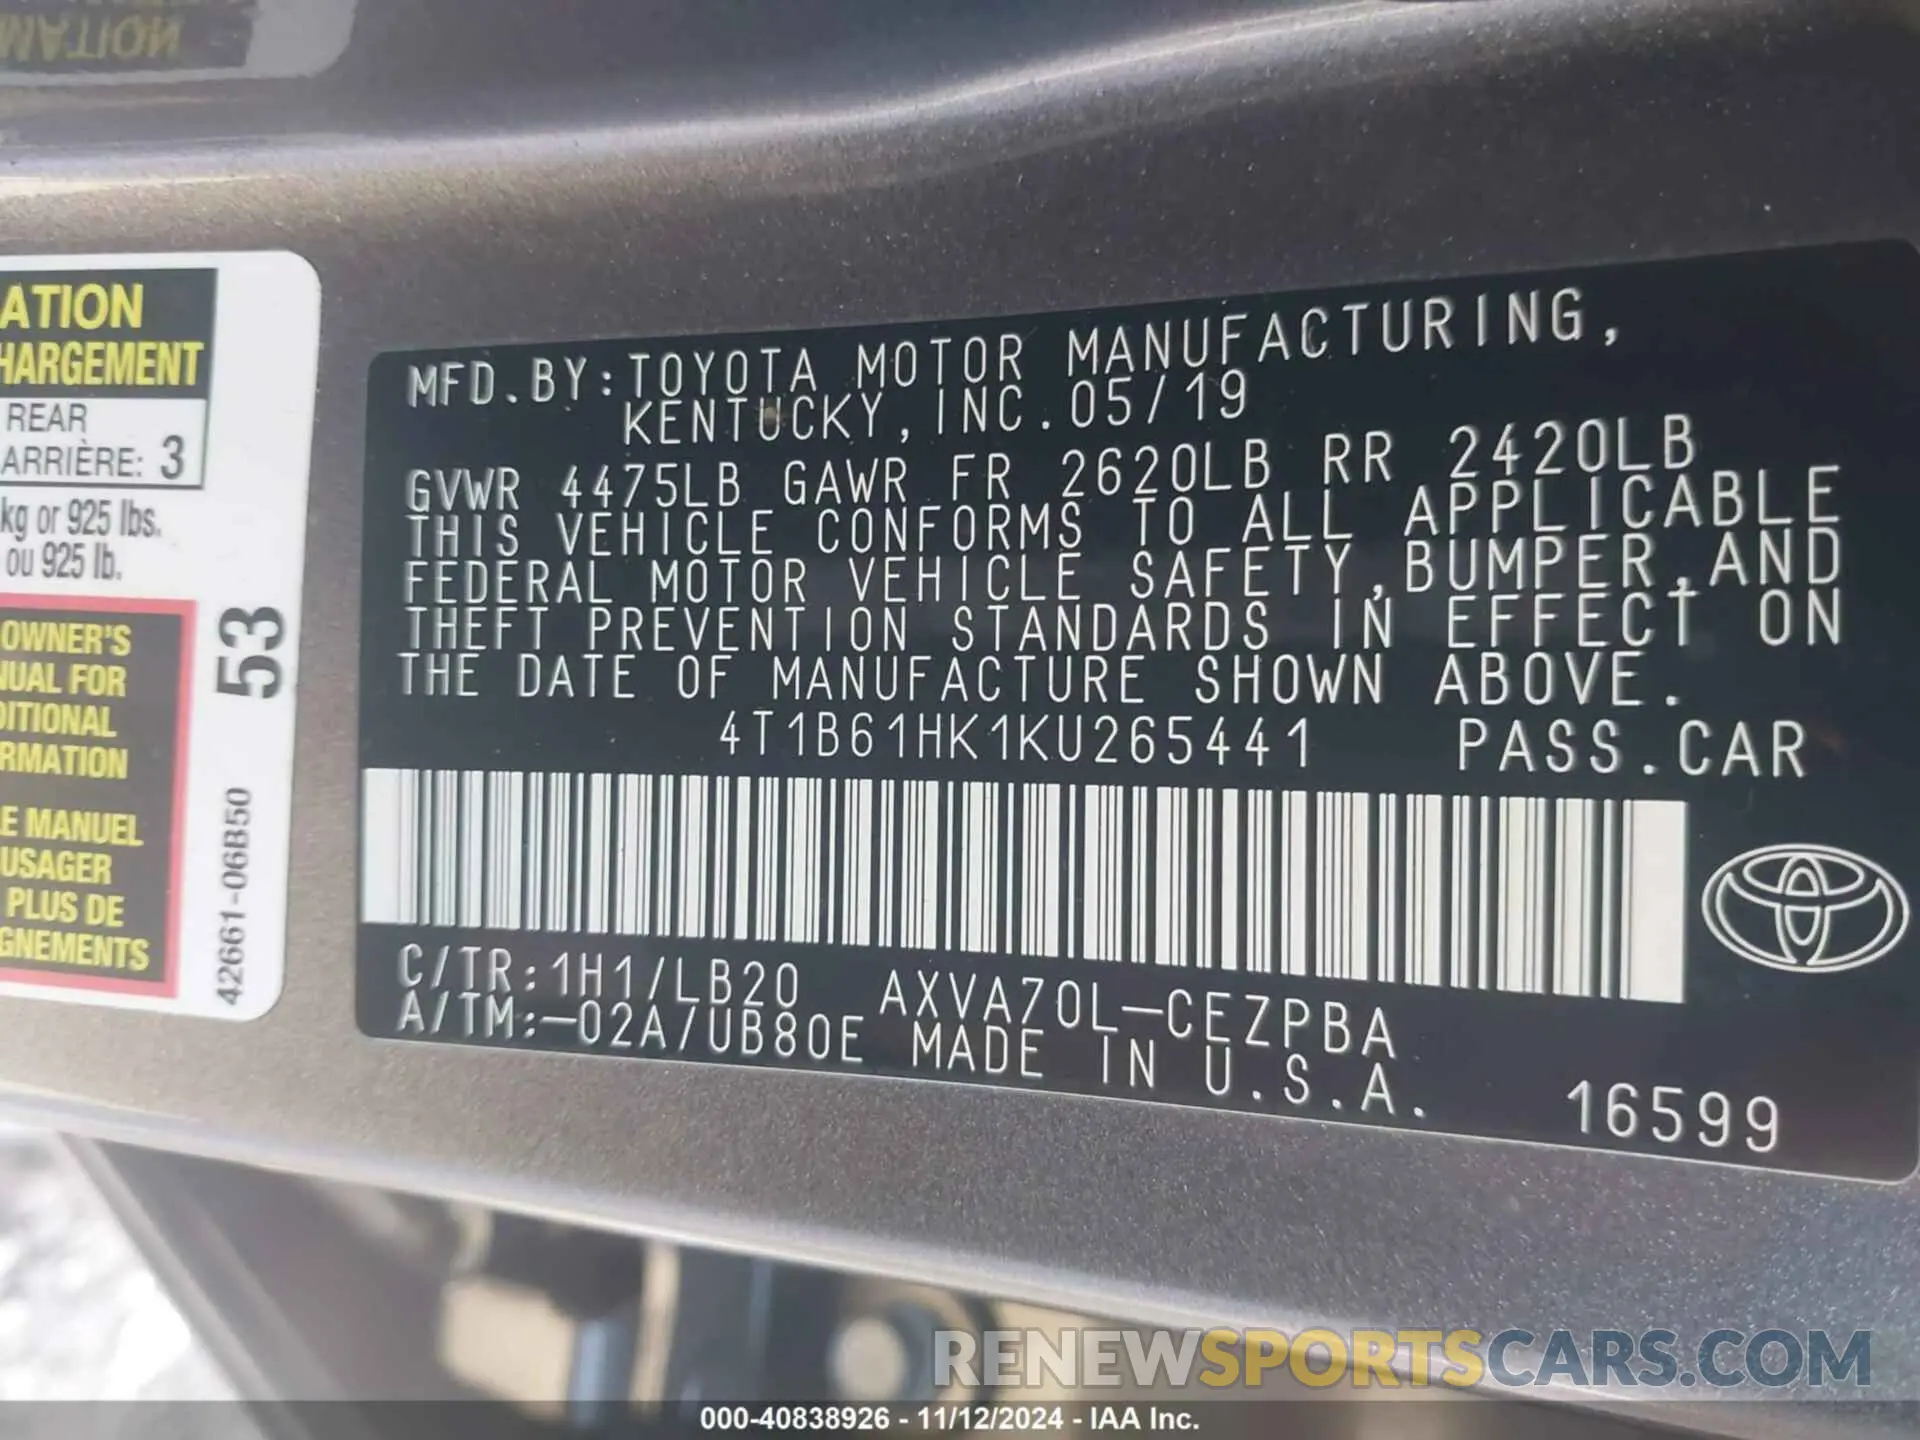 MATION
ATION
HARGEMENT
REAR
ARRIÈRE: 3
kg or 925 lbs.
ou 925 lb.
OWNER'S
NUAL FOR
DITIONAL
FORMATION
E MANUEL
USAGER
PLUS DE
GNEMENTS
53
42661-06B50
MFD.BY:TOYOTA MOTOR MANUFACTURING,
KENTUCKY,INC.05/19
GVWR 4475LB GAWR FR 2620LB RR 2420LB
THIS VEHICLE CONFORMS TO ALL APPLICABLE
FEDERAL MOTOR VEHICLE SAFETY,BUMPER,AND
THEFT PREVENTION STANDARDS IN EFFECT ON
THE DATE OF MANUFACTURE SHOWN ABOVE.
4T1B61HK1KU265441 PASS.CAR
C/TR:1H1/LB20 AXVA70L-CEZPBA
A/TM:-02A/UB80E MADE IN U.S.A.
16599
RENEWSPORTSCARS.COM
000-40838926 - 11/12/2024 - IAA Inc.